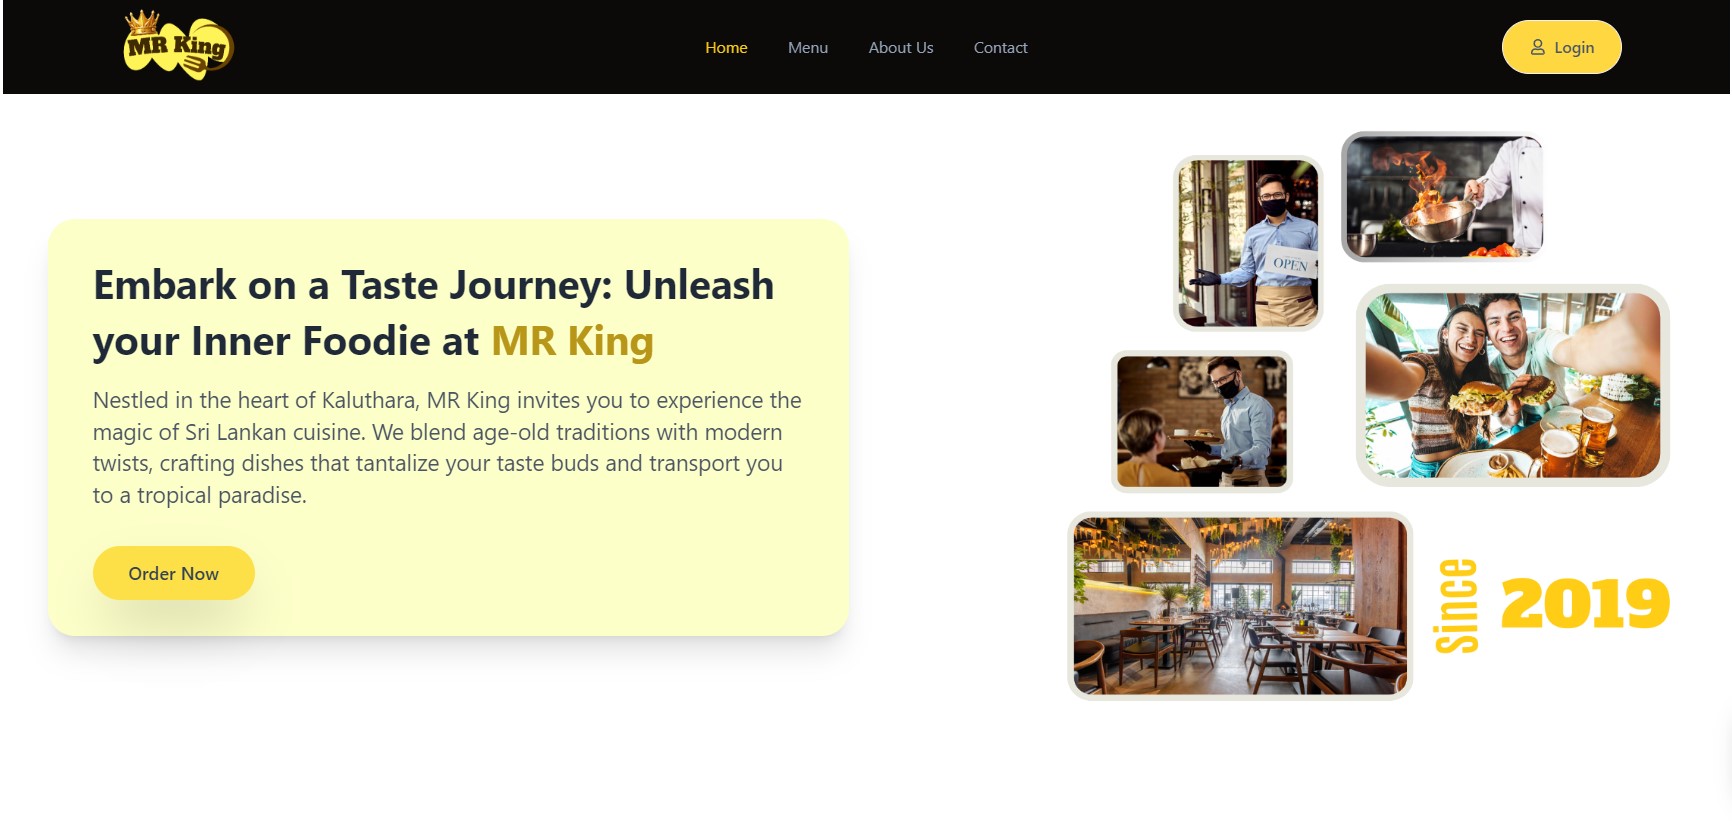 MR King
Home
Menu
About Us
Contact
Login
Embark on a Taste Journey: Unleash
your Inner Foodie at MR King
Nestled in the heart of Kaluthara, MR King invites you to experience the
magic of Sri Lankan cuisine. We blend age-old traditions with modern
twists, crafting dishes that tantalize your taste buds and transport you
to a tropical paradise.
Order Now
OPEN
Since
2019